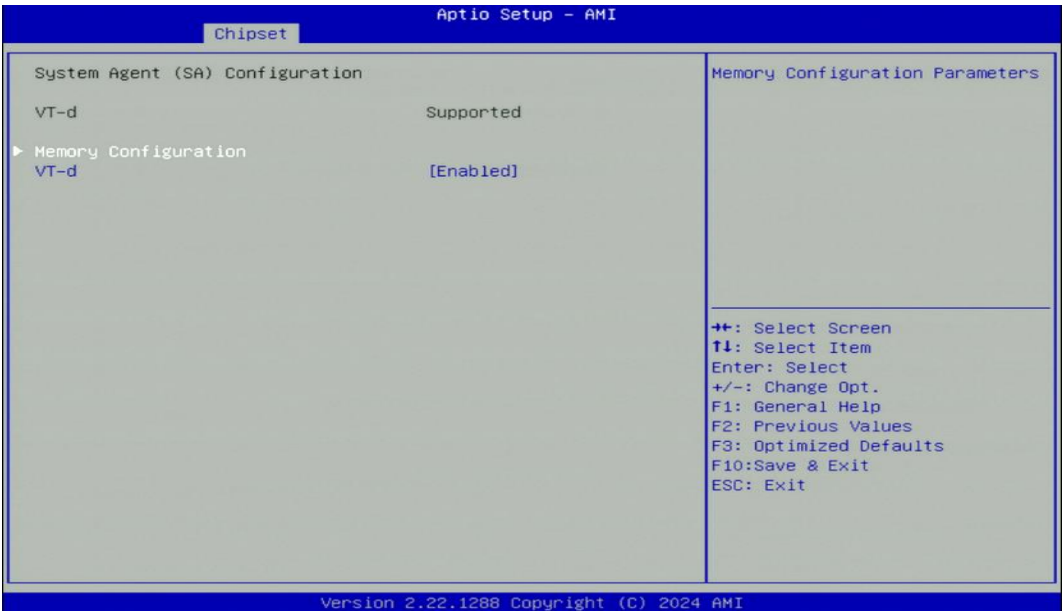 Aptio Setup - AMI
Chipset
System Agent (SA) Configuration
VT-d Supported
▶ Memory Configuration
VT-d [Enabled]
Memory Configuration Parameters
→←: Select Screen
↑↓: Select Item
Enter: Select
+/-: Change Opt.
F1: General Help
F2: Previous Values
F3: Optimized Defaults
F10:Save & Exit
ESC: Exit
Version 2.22.1288 Copyright (C) 2024 AMI